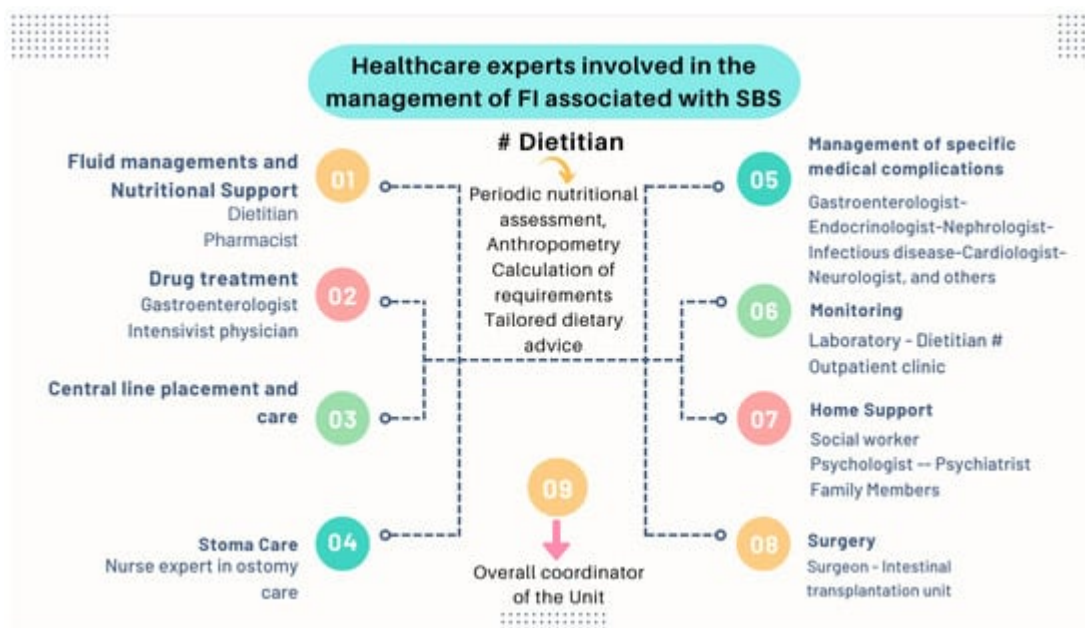 Healthcare experts involved in the
management of FI associated with SBS
# Dietitian
Periodic nutritional
assessment,
Anthropometry
Calculation of
requirements
Tailored dietary
advice
Fluid managements and
Nutritional Support
Dietitian
Pharmacist
01
Drug treatment
Gastroenterologist
Intensivist physician
02
Central line placement and
care
03
Stoma Care
Nurse expert in ostomy
care
04
05
Management of specific
medical complications
Gastroenterologist-
Endocrinologist-Nephrologist-
Infectious disease-Cardiologist-
Neurologist, and others
06
Monitoring
Laboratory - Dietitian #
Outpatient clinic
07
Home Support
Social worker
Psychologist -- Psychiatrist
Family Members
08
Surgery
Surgeon - Intestinal
transplantation unit
09
Overall coordinator
of the Unit